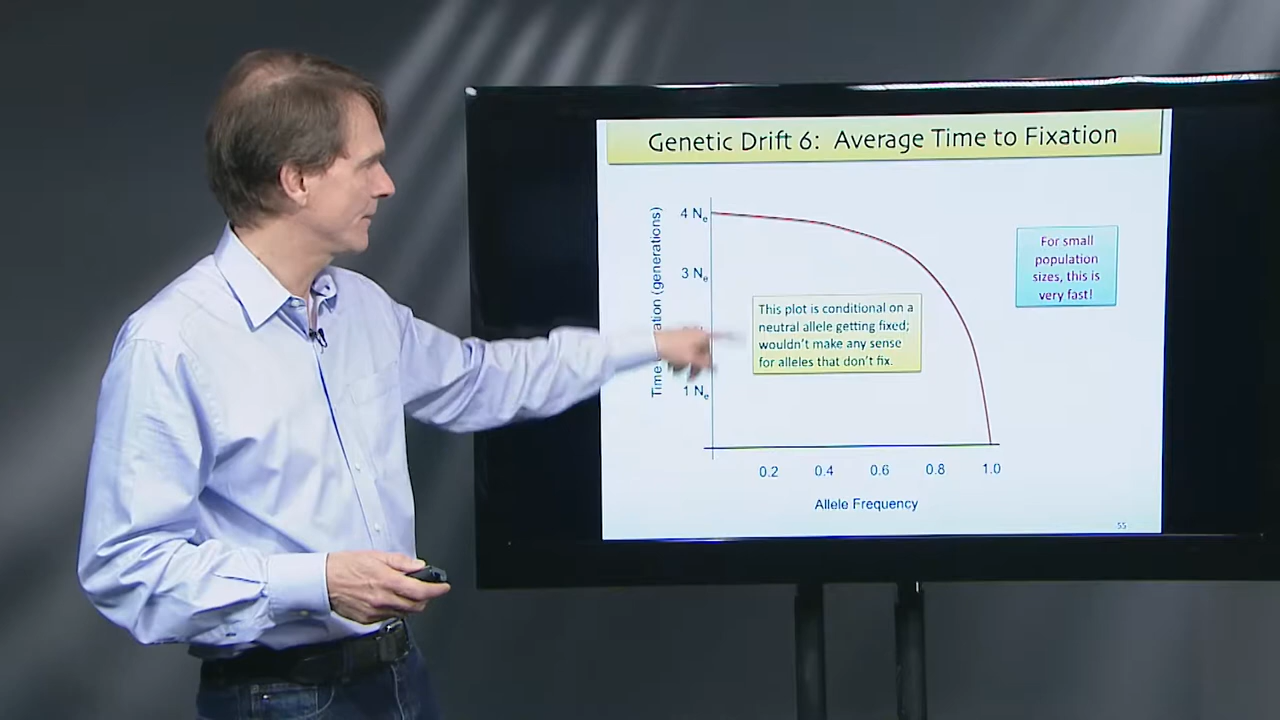 Genetic Drift 6: Average Time to Fixation
4 Nₑ
3 Nₑ
1 Nₑ
Time ation (generations)
This plot is conditional on a
neutral allele getting fixed;
wouldn't make any sense
for alleles that don't fix.
For small
population
sizes, this is
very fast!
0.2 0.4 0.6 0.8 1.0
Allele Frequency
55